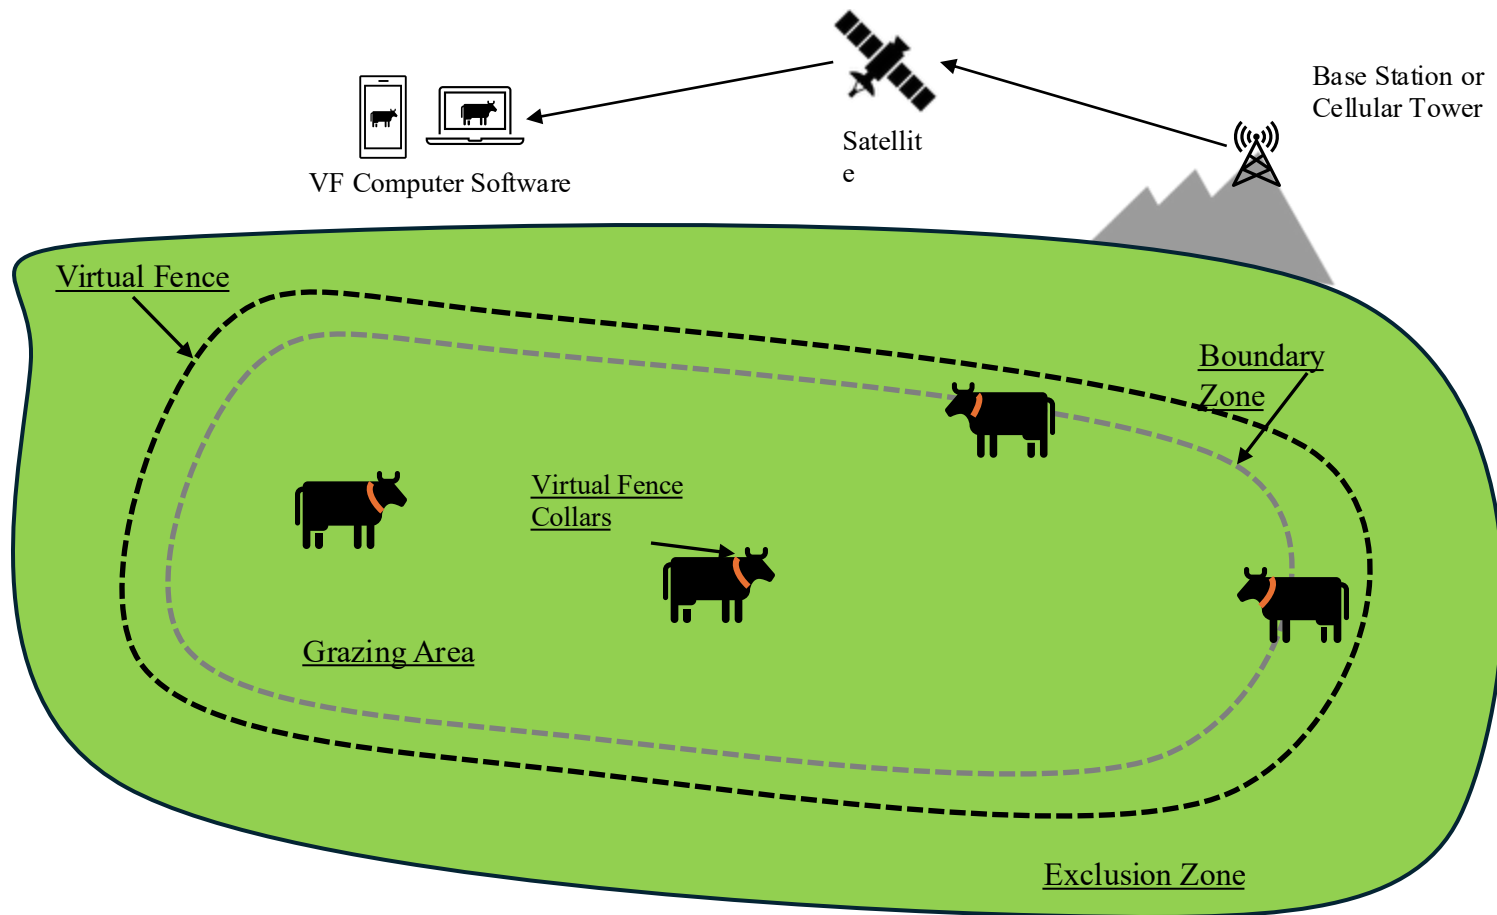 Base Station or
Cellular Tower
Satellit
e
VF Computer Software
Virtual Fence
Boundary
Zone
Virtual Fence
Collars
Grazing Area
Exclusion Zone